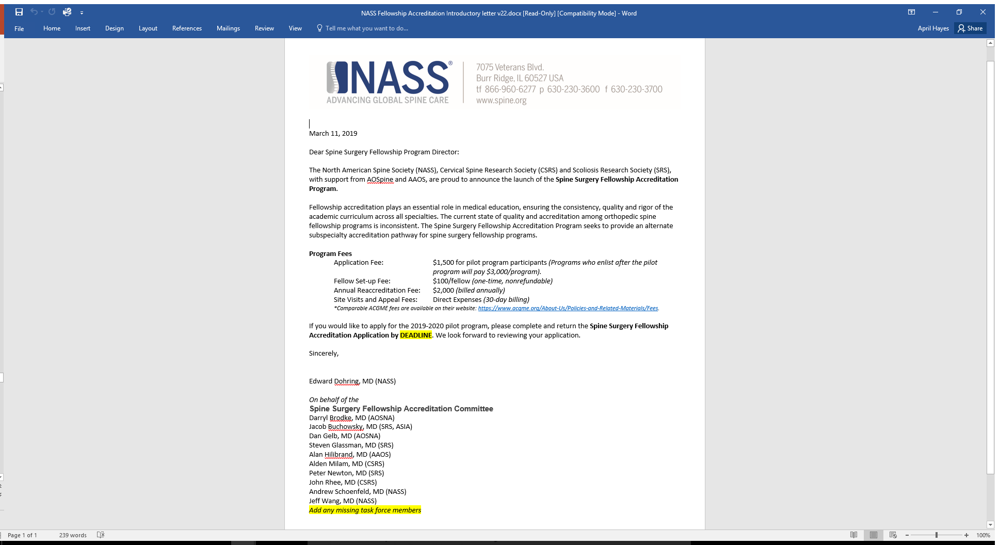 NASS Fellowship Accreditation Introductory letter v22.docx [Read-Only] [Compatibility Mode] - Word
File Home Insert Design Layout References Mailings Review View Tell me what you want to do... April Hayes Share
NASS®
ADVANCING GLOBAL SPINE CARE
7075 Veterans Blvd.
Burr Ridge, IL 60527 USA
tf 866-960-6277 p 630-230-3600 f 630-230-3700
www.spine.org
March 11, 2019
Dear Spine Surgery Fellowship Program Director:
The North American Spine Society (NASS), Cervical Spine Research Society (CSRS) and Scoliosis Research Society (SRS),
with support from AOSpine and AAOS, are proud to announce the launch of the Spine Surgery Fellowship Accreditation
Program.
Fellowship accreditation plays an essential role in medical education, ensuring the consistency, quality and rigor of the
academic curriculum across all specialties. The current state of quality and accreditation among orthopedic spine
fellowship programs is inconsistent. The Spine Surgery Fellowship Accreditation Program seeks to provide an alternate
subspecialty accreditation pathway for spine surgery fellowship programs.
Program Fees
Application Fee: $1,500 for pilot program participants (Programs who enlist after the pilot
program will pay $3,000/program).
Fellow Set-up Fee: $100/fellow (one-time, nonrefundable)
Annual Reaccreditation Fee: $2,000 (billed annually)
Site Visits and Appeal Fees: Direct Expenses (30-day billing)
*Comparable ACGME fees are available on their website: https://www.acgme.org/About-Us/Policies-and-Related-Materials/Fees.
If you would like to apply for the 2019-2020 pilot program, please complete and return the Spine Surgery Fellowship
Accreditation Application by DEADLINE. We look forward to reviewing your application.
Sincerely,
Edward Dohring, MD (NASS)
On behalf of the
Spine Surgery Fellowship Accreditation Committee
Darryl Brodke, MD (AOSNA)
Jacob Buchowsky, MD (SRS, ASIA)
Dan Gelb, MD (AOSNA)
Steven Glassman, MD (SRS)
Alan Hilibrand, MD (AAOS)
Alden Milam, MD (CSRS)
Peter Newton, MD (SRS)
John Rhee, MD (CSRS)
Andrew Schoenfeld, MD (NASS)
Jeff Wang, MD (NASS)
Add any missing task force members
Page 1 of 1 239 words 100%